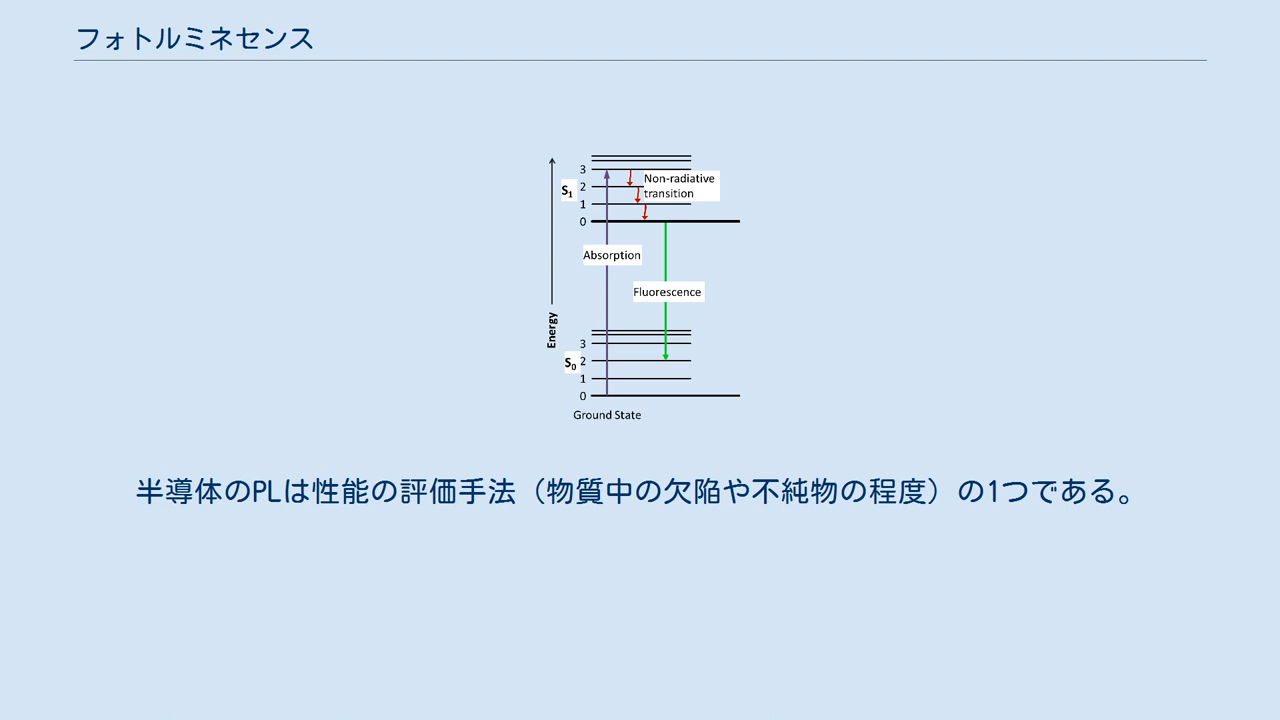 フォトルミネセンス
3
Non-radiative
S1
2
transition
1
0
Absorption
Fluorescence
Energy
3
S0
2
1
0
Ground State
半導体のPLは性能の評価手法（物質中の欠陥や不純物の程度）の1つである。